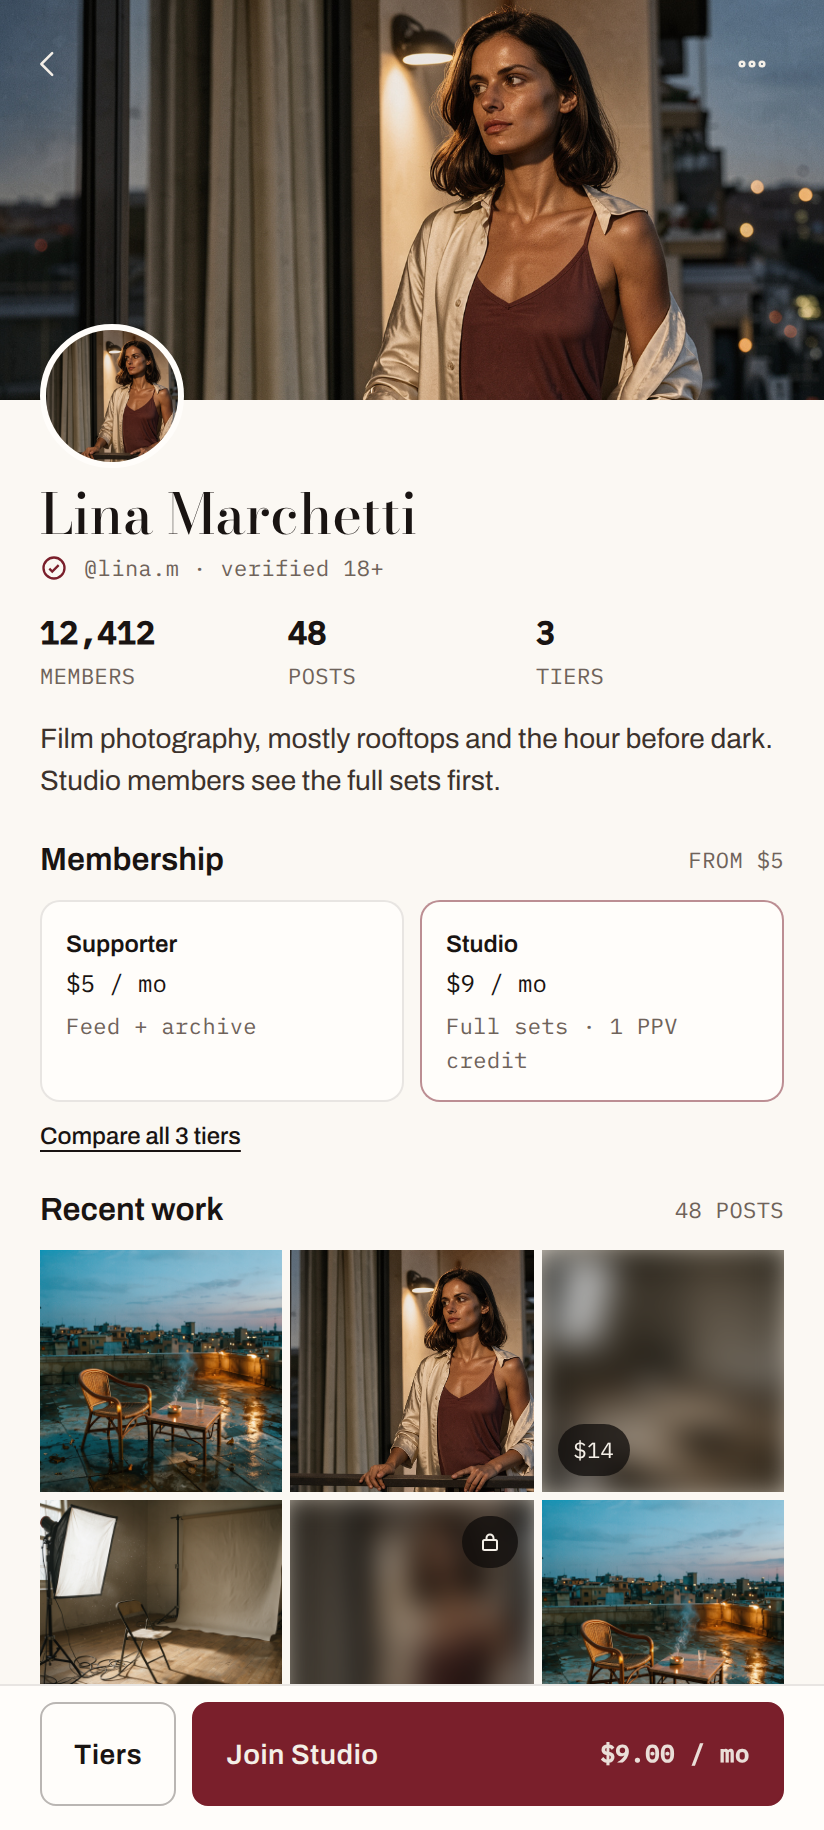 Lina Marchetti
@lina.m · verified 18+
12,412
48
3
MEMBERS
POSTS
TIERS
Film photography, mostly rooftops and the hour before dark.
Studio members see the full sets first.
Membership
FROM $5
Supporter
$5 / mo
Feed + archive
Studio
$9 / mo
Full sets · 1 PPV
credit
Compare all 3 tiers
Recent work
48 POSTS
$14
Tiers
Join Studio
$9.00 / mo